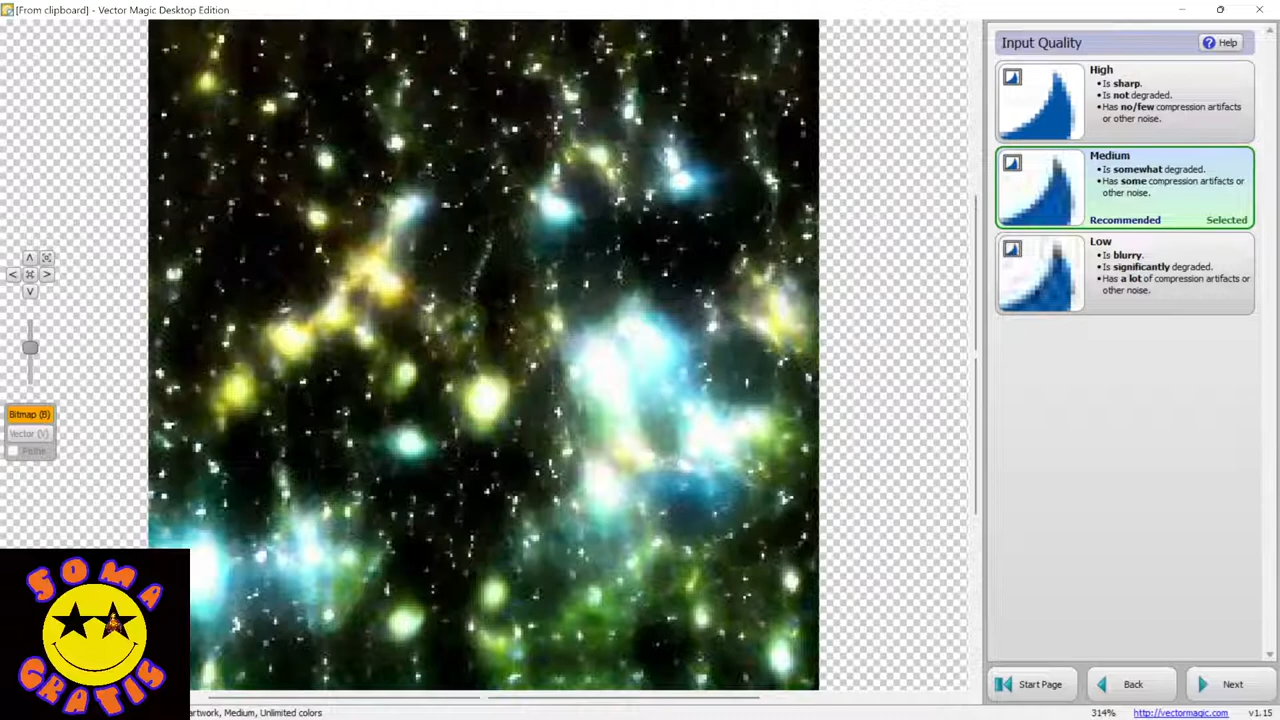 [From clipboard] - Vector Magic Desktop Edition
Input Quality
Help
High
• Is sharp.
• Is not degraded.
• Has no/few compression artifacts
or other noise.
Medium
• Is somewhat degraded.
• Has some compression artifacts or
other noise.
Recommended Selected
Low
• Is blurry.
• Is significantly degraded.
• Has a lot of compression artifacts or
other noise.
Bitmap (B)
Vector (V)
Paths
SOMA
GRATIS
Start Page
Back
Next
artwork, Medium, Unlimited colors
314%
http://vectormagic.com
v1.15